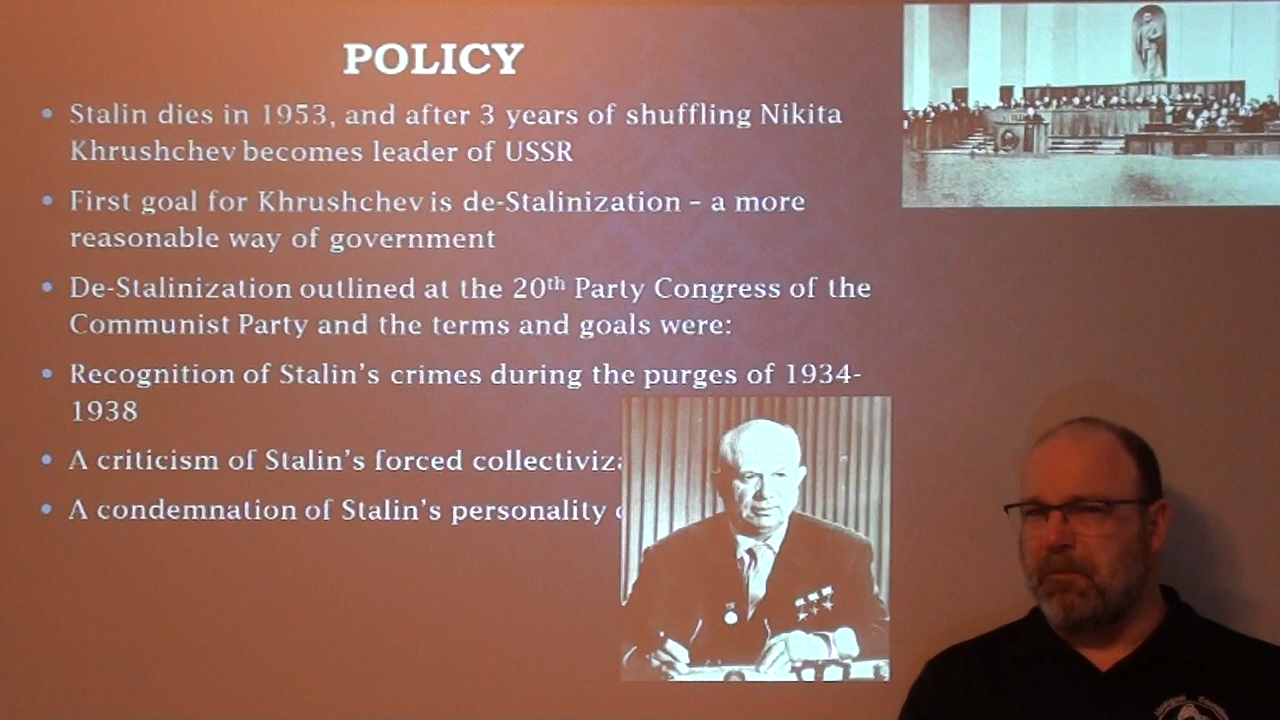 POLICY
• Stalin dies in 1953, and after 3 years of shuffling Nikita
Khrushchev becomes leader of USSR
• First goal for Khrushchev is de-Stalinization – a more
reasonable way of government
• De-Stalinization outlined at the 20th Party Congress of the
Communist Party and the terms and goals were:
• Recognition of Stalin's crimes during the purges of 1934-
1938
• A criticism of Stalin's forced
• A condemnation of Stalin's personality